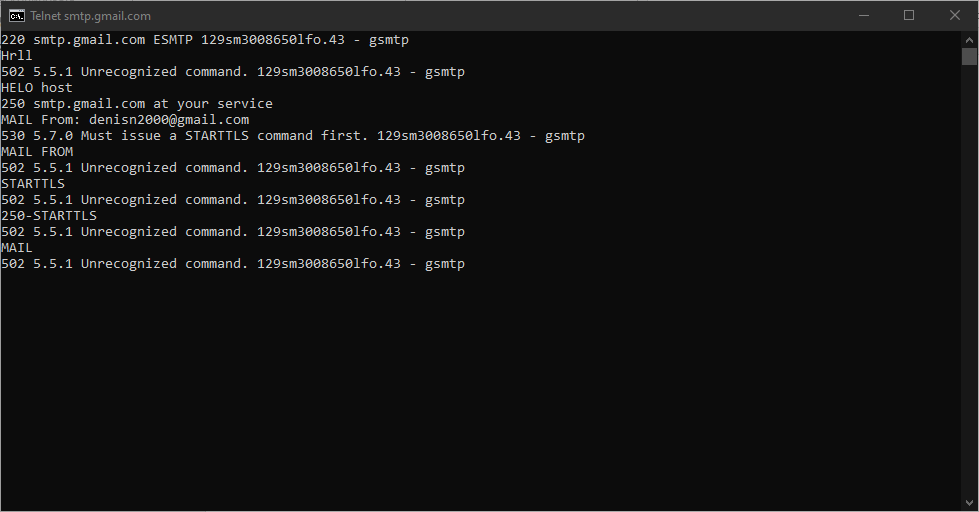 Telnet smtp.gmail.com
220 smtp.gmail.com ESMTP 129sm3008650lfo.43 - gsmtp
Hrll
502 5.5.1 Unrecognized command. 129sm3008650lfo.43 - gsmtp
HELO host
250 smtp.gmail.com at your service
MAIL From: denisn2000@gmail.com
530 5.7.0 Must issue a STARTTLS command first. 129sm3008650lfo.43 - gsmtp
MAIL FROM
502 5.5.1 Unrecognized command. 129sm3008650lfo.43 - gsmtp
STARTTLS
502 5.5.1 Unrecognized command. 129sm3008650lfo.43 - gsmtp
250-STARTTLS
502 5.5.1 Unrecognized command. 129sm3008650lfo.43 - gsmtp
MAIL
502 5.5.1 Unrecognized command. 129sm3008650lfo.43 - gsmtp